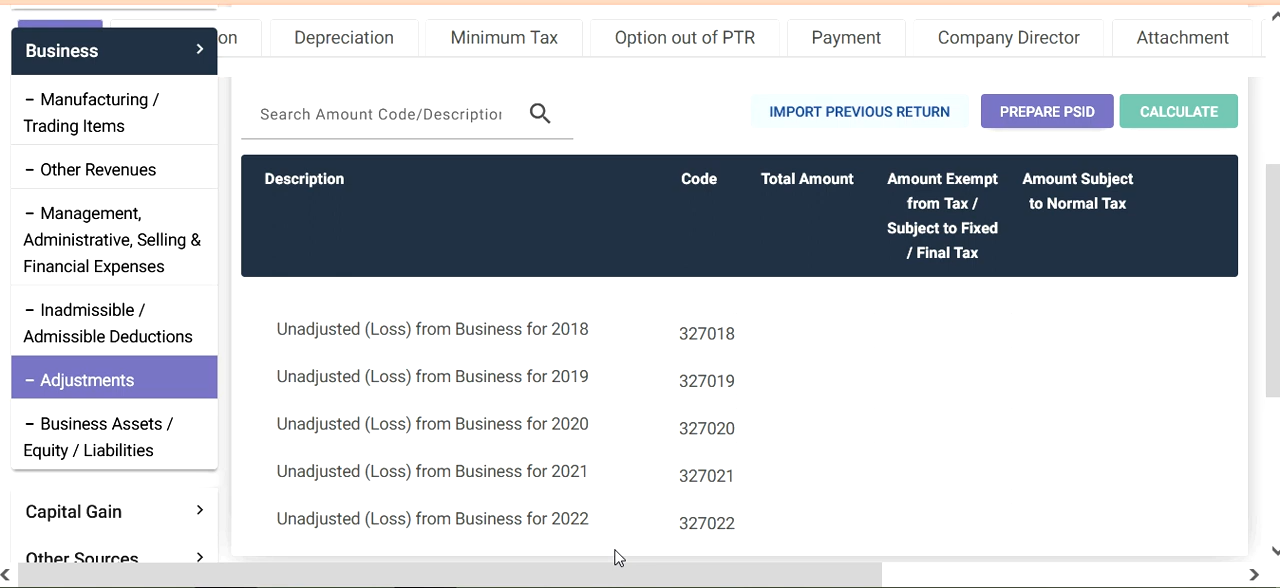 on
Depreciation
Minimum Tax
Option out of PTR
Payment
Company Director
Attachment
Business
– Manufacturing /
Trading Items
– Other Revenues
– Management,
Administrative, Selling &
Financial Expenses
– Inadmissible /
Admissible Deductions
– Adjustments
– Business Assets /
Equity / Liabilities
Capital Gain
Other Sources
Search Amount Code/Description
IMPORT PREVIOUS RETURN
PREPARE PSID
CALCULATE
Description
Code
Total Amount
Amount Exempt
from Tax /
Subject to Fixed
/ Final Tax
Amount Subject
to Normal Tax
Unadjusted (Loss) from Business for 2018 327018
Unadjusted (Loss) from Business for 2019 327019
Unadjusted (Loss) from Business for 2020 327020
Unadjusted (Loss) from Business for 2021 327021
Unadjusted (Loss) from Business for 2022 327022